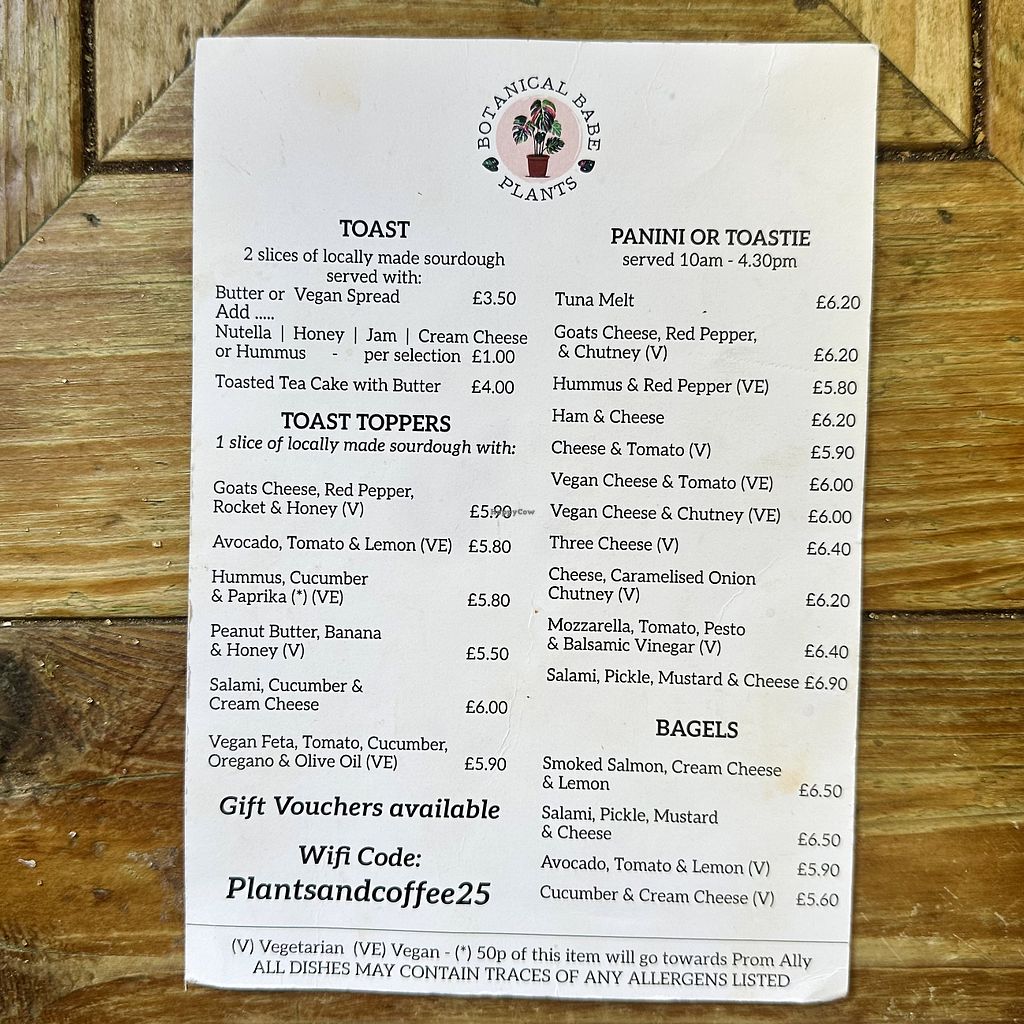 BOTANICAL BABE
PLANTS
TOAST
2 slices of locally made sourdough
served with:
Butter or Vegan Spread £3.50
Add .....
Nutella | Honey | Jam | Cream Cheese
or Hummus - per selection £1.00
Toasted Tea Cake with Butter £4.00
TOAST TOPPERS
1 slice of locally made sourdough with:
Goats Cheese, Red Pepper,
Rocket & Honey (V) £5.90
HappyCow
Avocado, Tomato & Lemon (VE) £5.80
Hummus, Cucumber
& Paprika (*) (VE) £5.80
Peanut Butter, Banana
& Honey (V) £5.50
Salami, Cucumber &
Cream Cheese £6.00
Vegan Feta, Tomato, Cucumber,
Oregano & Olive Oil (VE) £5.90
Gift Vouchers available
Wifi Code:
Plantsandcoffee25
PANINI OR TOASTIE
served 10am - 4.30pm
Tuna Melt £6.20
Goats Cheese, Red Pepper,
& Chutney (V) £6.20
Hummus & Red Pepper (VE) £5.80
Ham & Cheese £6.20
Cheese & Tomato (V) £5.90
Vegan Cheese & Tomato (VE) £6.00
Vegan Cheese & Chutney (VE) £6.00
Three Cheese (V) £6.40
Cheese, Caramelised Onion
Chutney (V) £6.20
Mozzarella, Tomato, Pesto
& Balsamic Vinegar (V) £6.40
Salami, Pickle, Mustard & Cheese £6.90
BAGELS
Smoked Salmon, Cream Cheese
& Lemon £6.50
Salami, Pickle, Mustard
& Cheese £6.50
Avocado, Tomato & Lemon (V) £5.90
Cucumber & Cream Cheese (V) £5.60
(V) Vegetarian (VE) Vegan - (*) 50p of this item will go towards Prom Ally
ALL DISHES MAY CONTAIN TRACES OF ANY ALLERGENS LISTED